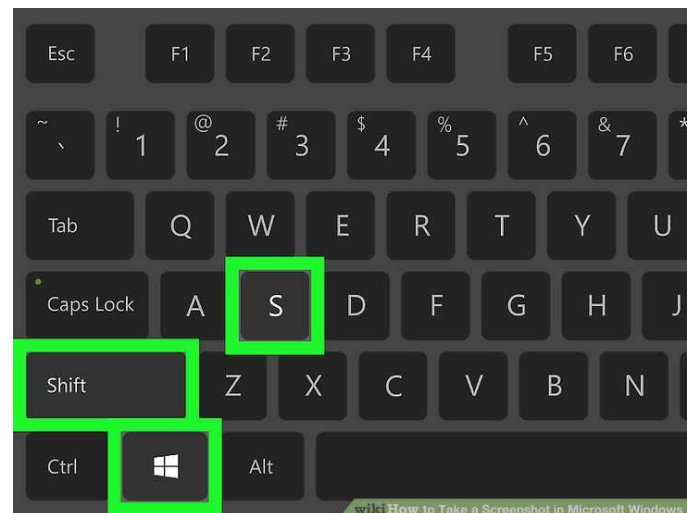 Esc F1 F2 F3 F4 F5 F6
~ ` ! 1 @ 2 # 3 $ 4 % 5 ^ 6 & 7 *
Tab Q W E R T Y U
Caps Lock A S D F G H J
Shift Z X C V B N
Ctrl Alt
wikiHow to Take a Screenshot in Microsoft Windows